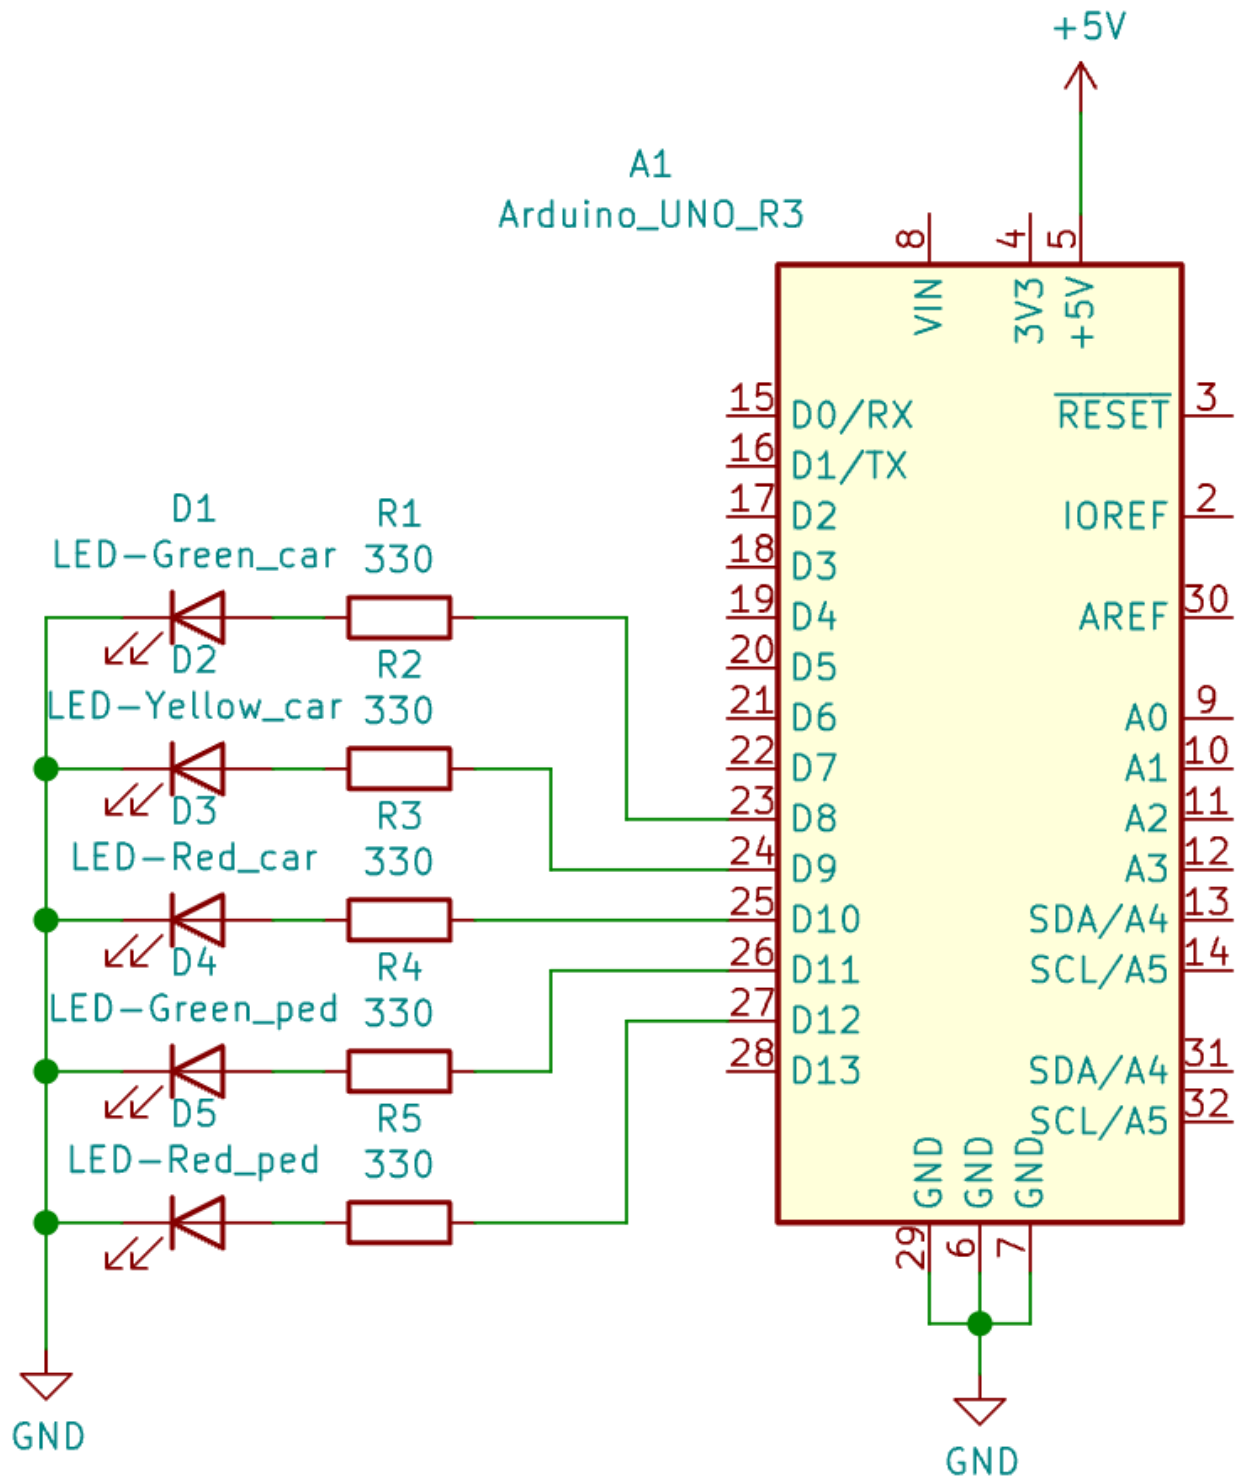 +5V
A1
Arduino_UNO_R3
8
4
5
VIN
3V3
+5V
15
D0/RX
RESET
3
16
D1/TX
17
D2
IOREF
2
18
D3
19
D4
AREF
30
20
D5
21
D6
A0
9
22
D7
A1
10
23
D8
A2
11
24
D9
A3
12
25
D10
SDA/A4
13
26
D11
SCL/A5
14
27
D12
28
D13
SDA/A4
31
SCL/A5
32
GND
GND
GND
29
6
7
GND
D1
LED-Green_car
R1
330
D2
LED-Yellow_car
R2
330
D3
LED-Red_car
R3
330
D4
LED-Green_ped
R4
330
D5
LED-Red_ped
R5
330
GND